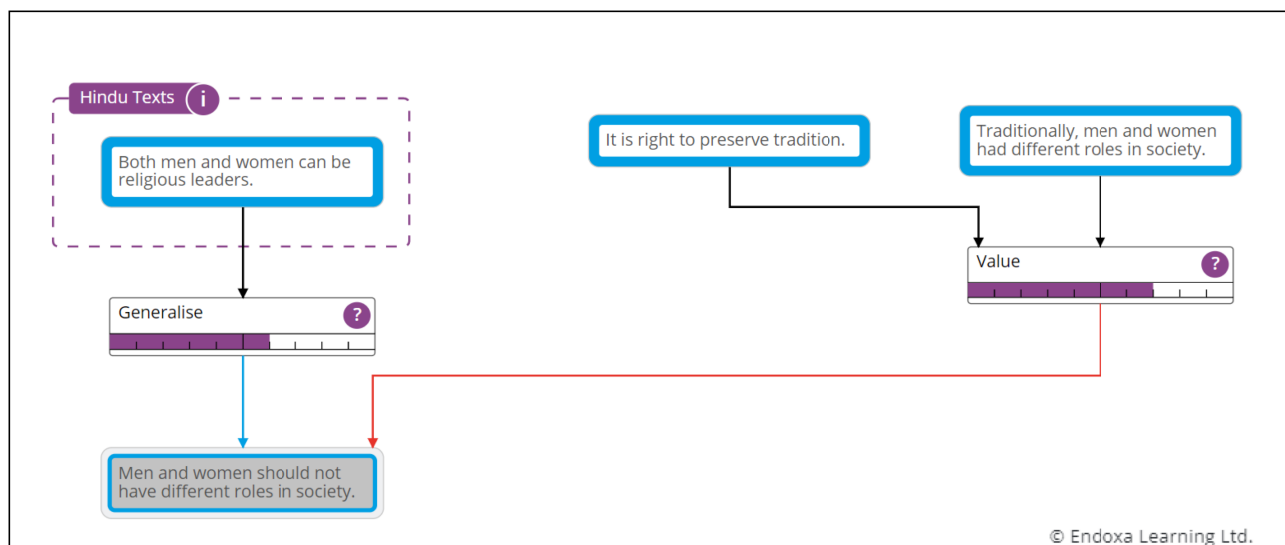 Hindu Texts i
Both men and women can be
religious leaders.
It is right to preserve tradition.
Traditionally, men and women
had different roles in society.
Value ?
Generalise ?
Men and women should not
have different roles in society.
© Endoxa Learning Ltd.